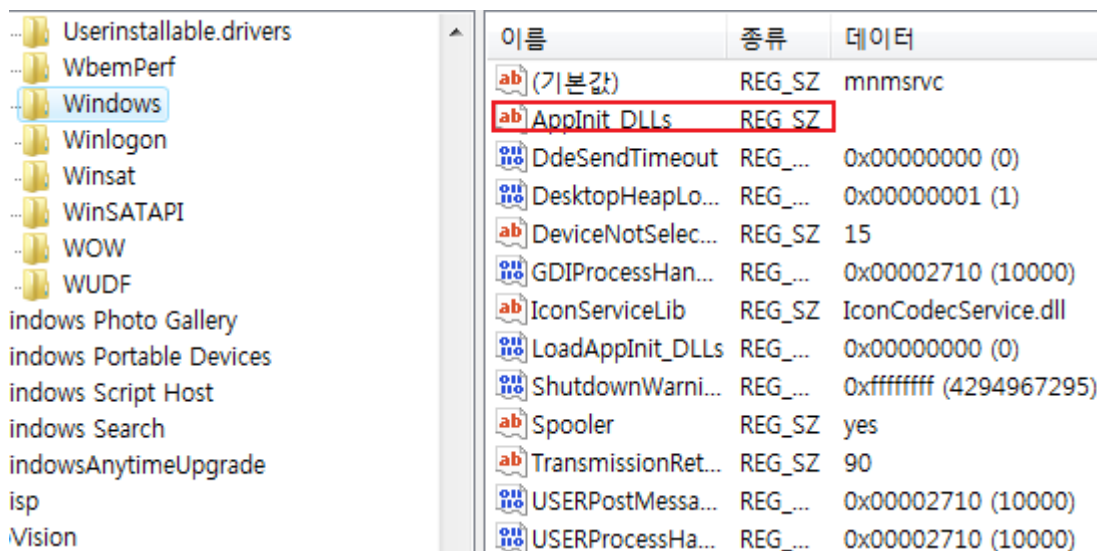 Userinstallable.drivers
WbemPerf
Windows
Winlogon
Winsat
WinSATAPI
WOW
WUDF
indows Photo Gallery
indows Portable Devices
indows Script Host
indows Search
indowsAnytimeUpgrade
isp
Vision
이름 종류 데이터
(기본값) REG_SZ mnmsrvc
AppInit_DLLs REG_SZ
DdeSendTimeout REG_... 0x00000000 (0)
DesktopHeapLo... REG_... 0x00000001 (1)
DeviceNotSelec... REG_SZ 15
GDIProcessHan... REG_... 0x00002710 (10000)
IconServiceLib REG_SZ IconCodecService.dll
LoadAppInit_DLLs REG_... 0x00000000 (0)
ShutdownWarni... REG_... 0xffffffff (4294967295)
Spooler REG_SZ yes
TransmissionRet... REG_SZ 90
USERPostMessa... REG_... 0x00002710 (10000)
USERProcessHa... REG_... 0x00002710 (10000)